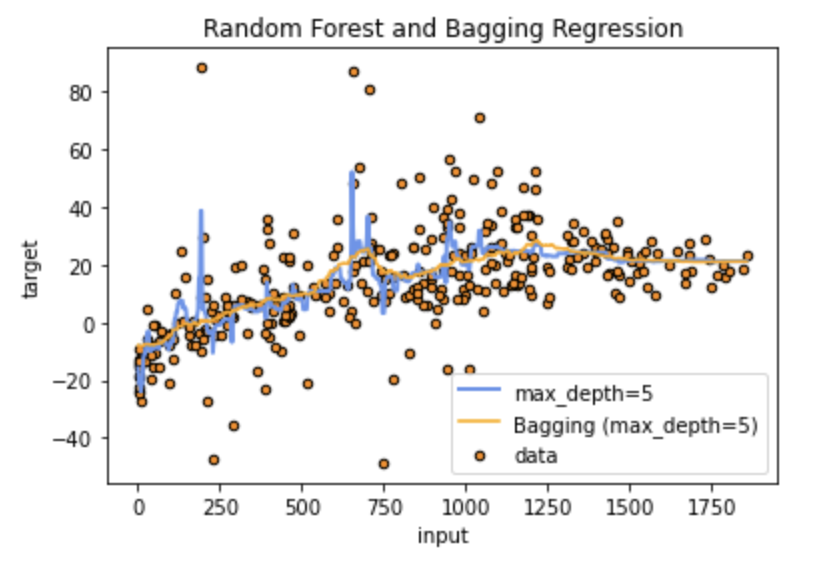 Random Forest and Bagging Regression
80
60
40
20
0
−20
−40
target
0 250 500 750 1000 1250 1500 1750
input
max_depth=5
Bagging (max_depth=5)
data